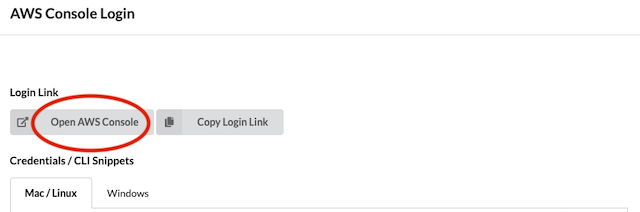 AWS Console Login
Login Link
Open AWS Console Copy Login Link
Credentials / CLI Snippets
Mac / Linux Windows